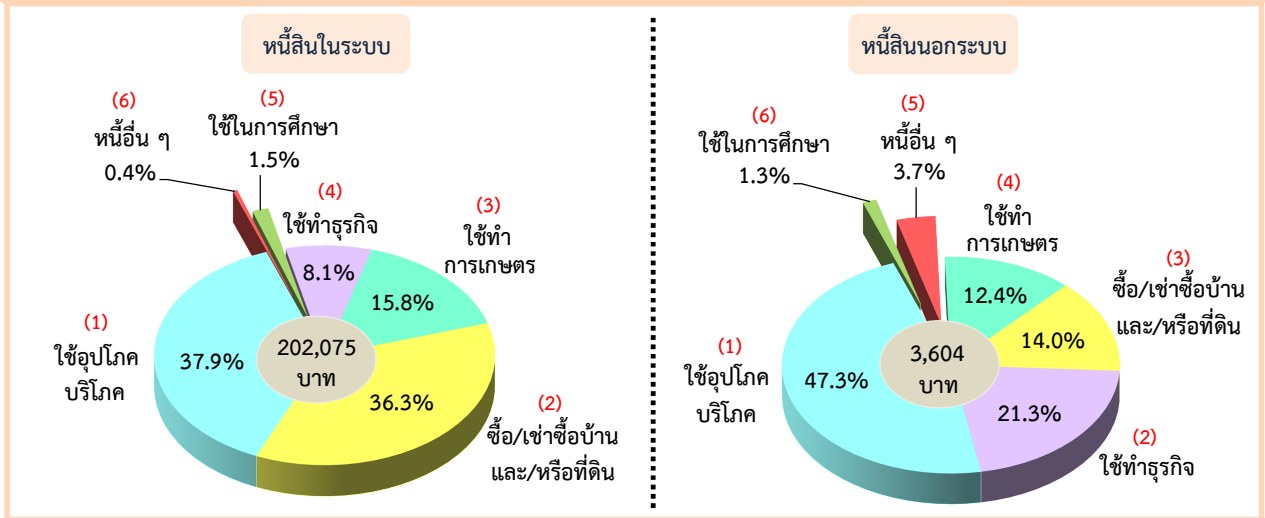 หนี้สินในระบบ
(6)
หนี้อื่น ๆ
0.4%
(5)
ใช้ในการศึกษา
1.5%
(4)
ใช้ทำธุรกิจ
8.1%
(3)
ใช้ทำ
การเกษตร
15.8%
(1)
ใช้อุปโภค
บริโภค
37.9%
202,075
บาท
36.3%
(2)
ซื้อ/เช่าซื้อบ้าน
และ/หรือที่ดิน
หนี้สินนอกระบบ
(6)
ใช้ในการศึกษา
1.3%
(5)
หนี้อื่น ๆ
3.7%
(4)
ใช้ทำ
การเกษตร
12.4%
(3)
ซื้อ/เช่าซื้อบ้าน
และ/หรือที่ดิน
14.0%
(1)
ใช้อุปโภค
บริโภค
47.3%
3,604
บาท
21.3%
(2)
ใช้ทำธุรกิจ